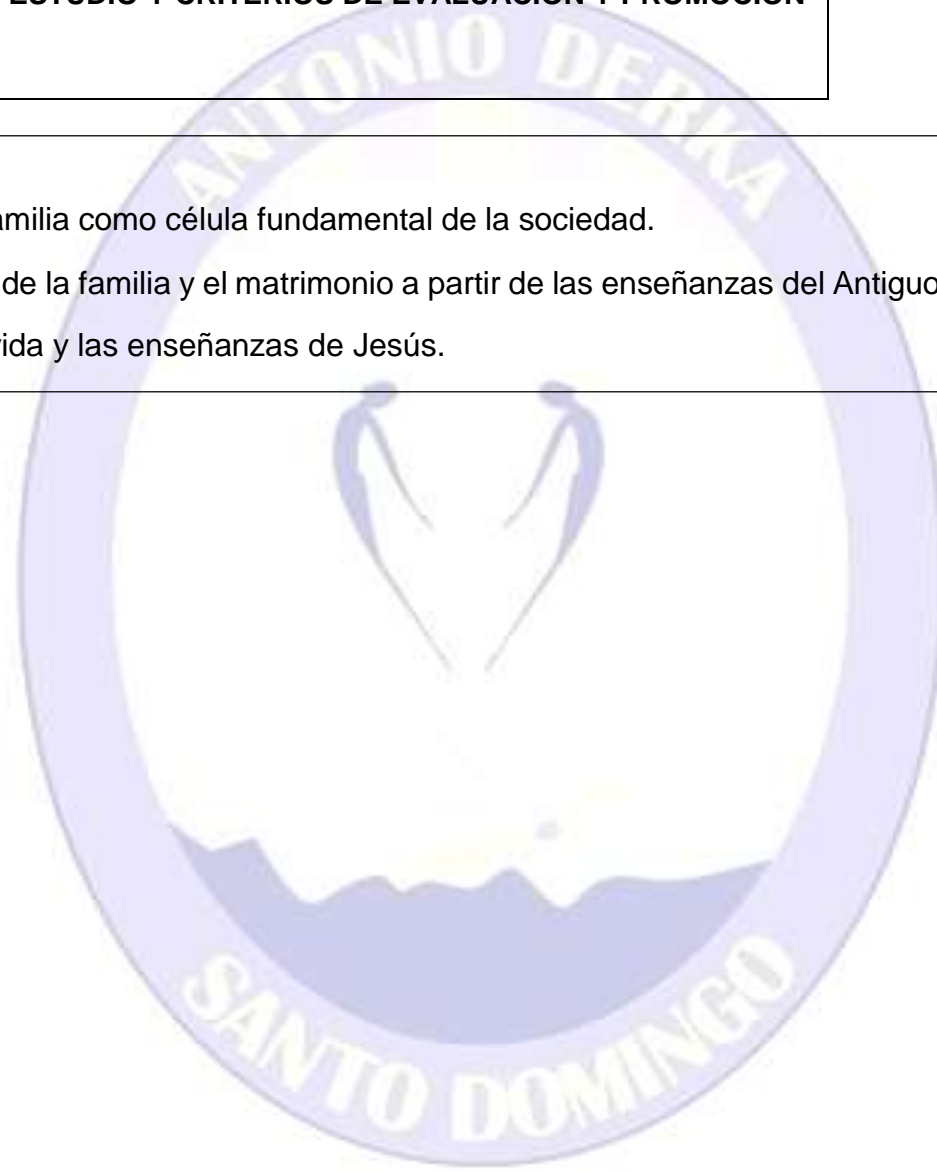 ESTUDIO Y CRITERIOS DE EVALUACIÓN Y PROMOCIÓN
ANTONIO DERKA
amilia como célula fundamental de la sociedad.
de la familia y el matrimonio a partir de las enseñanzas del Antiguo
vida y las enseñanzas de Jesús.
SANTO DOMINGO